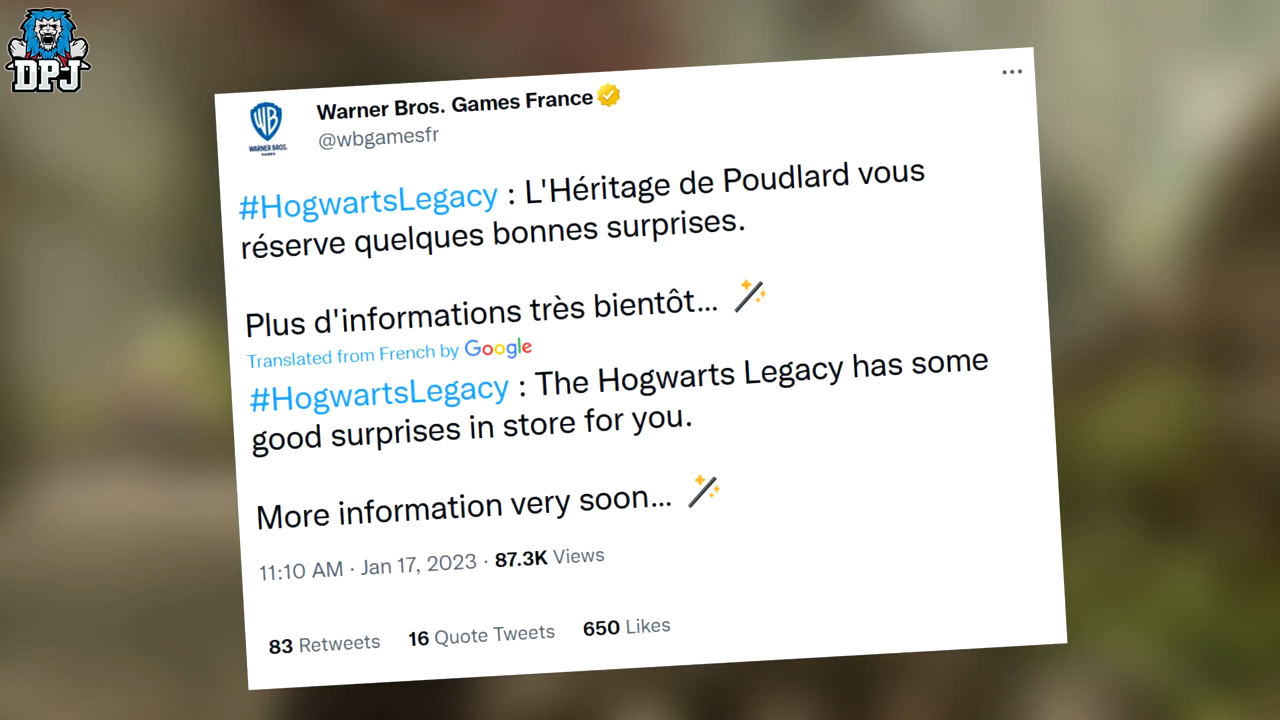 DPJ
WB
WARNER BROS.
GAMES
Warner Bros. Games France
@wbgamesfr
#HogwartsLegacy : L'Héritage de Poudlard vous
réserve quelques bonnes surprises.
Plus d'informations très bientôt...
Translated from French by Google
#HogwartsLegacy : The Hogwarts Legacy has some
good surprises in store for you.
More information very soon...
11:10 AM · Jan 17, 2023 · 87.3K Views
83 Retweets 16 Quote Tweets 650 Likes